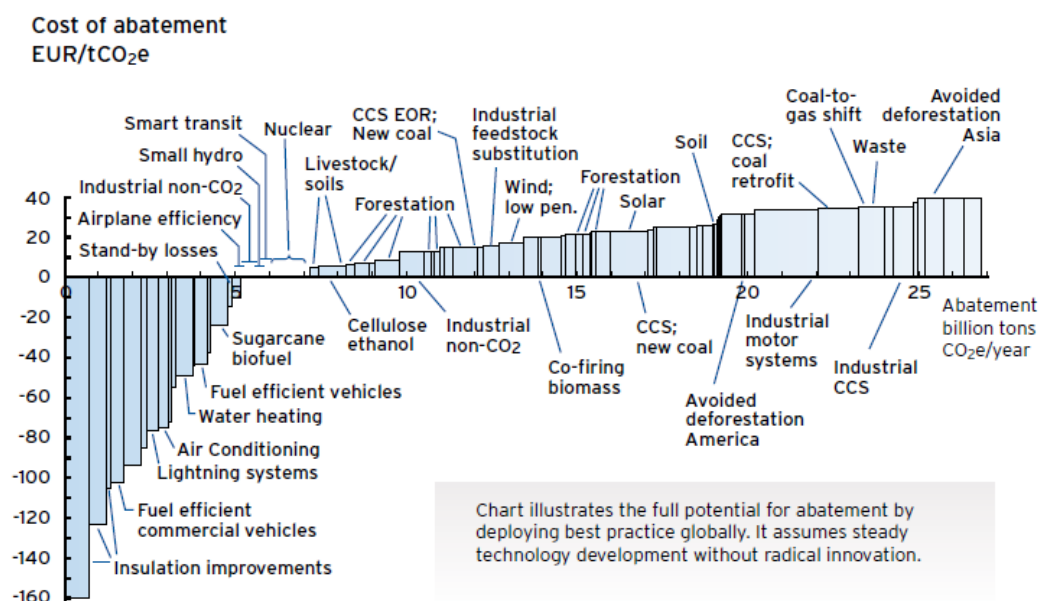 Cost of abatement
EUR/tCO₂e
Smart transit
Small hydro
Industrial non-CO₂
Airplane efficiency
Stand-by losses
Nuclear
Livestock/
soils
CCS EOR;
New coal
Forestation
Industrial
feedstock
substitution
Wind;
low pen.
Forestation
Solar
Soil
CCS;
coal
retrofit
Coal-to-
gas shift
Waste
Avoided
deforestation
Asia
40
20
0
-20
-40
-60
-80
-100
-120
-140
-160
0
5
10
15
20
25
Abatement
billion tons
CO₂e/year
Sugarcane
biofuel
Fuel efficient vehicles
Water heating
Air Conditioning
Lightning systems
Fuel efficient
commercial vehicles
Insulation improvements
Cellulose
ethanol
Industrial
non-CO₂
Co-firing
biomass
CCS;
new coal
Avoided
deforestation
America
Industrial
motor
systems
Industrial
CCS
Chart illustrates the full potential for abatement by
deploying best practice globally. It assumes steady
technology development without radical innovation.